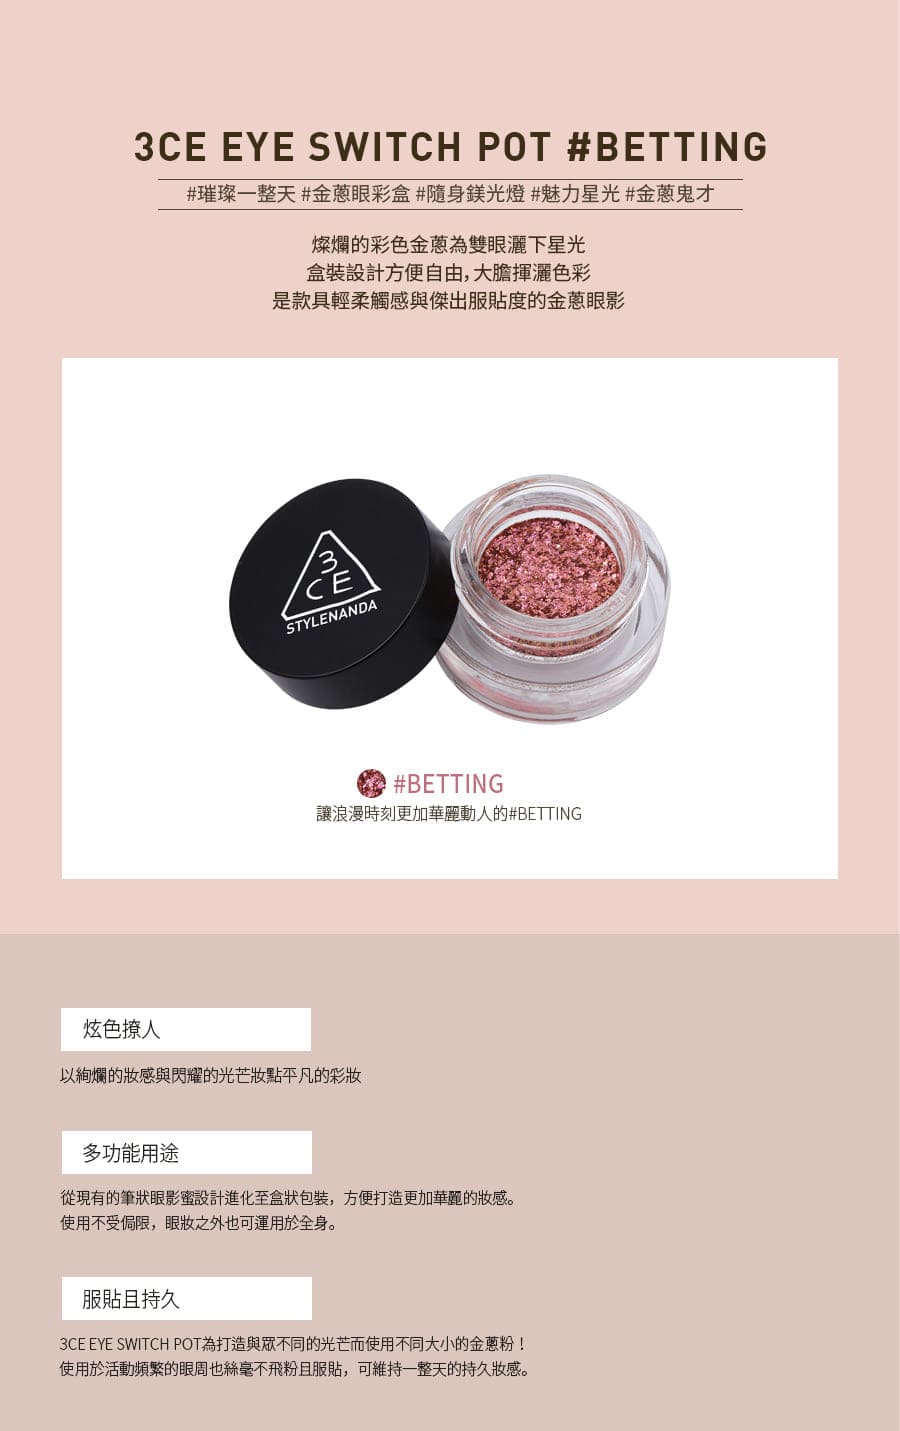 3CE EYE SWITCH POT #BETTING
#璀璨一整天 #金蔥眼彩盒 #隨身鎂光燈 #魅力星光 #金蔥鬼才
燦爛的彩色金蔥為雙眼灑下星光
盒裝設計方便自由，大膽揮灑色彩
是款具輕柔觸感與傑出服貼度的金蔥眼影
3
CE
STYLENANDA
#BETTING
讓浪漫時刻更加華麗動人的#BETTING
炫色撩人
以絢爛的妝感與閃耀的光芒妝點平凡的彩妝
多功能用途
從現有的筆狀眼影蜜設計進化至盒狀包裝，方便打造更加華麗的妝感。
使用不受侷限，眼妝之外也可運用於全身。
服貼且持久
3CE EYE SWITCH POT為打造與眾不同的光芒而使用不同大小的金蔥粉！
使用於活動頻繁的眼周也絲毫不飛粉且服貼，可維持一整天的持久妝感。